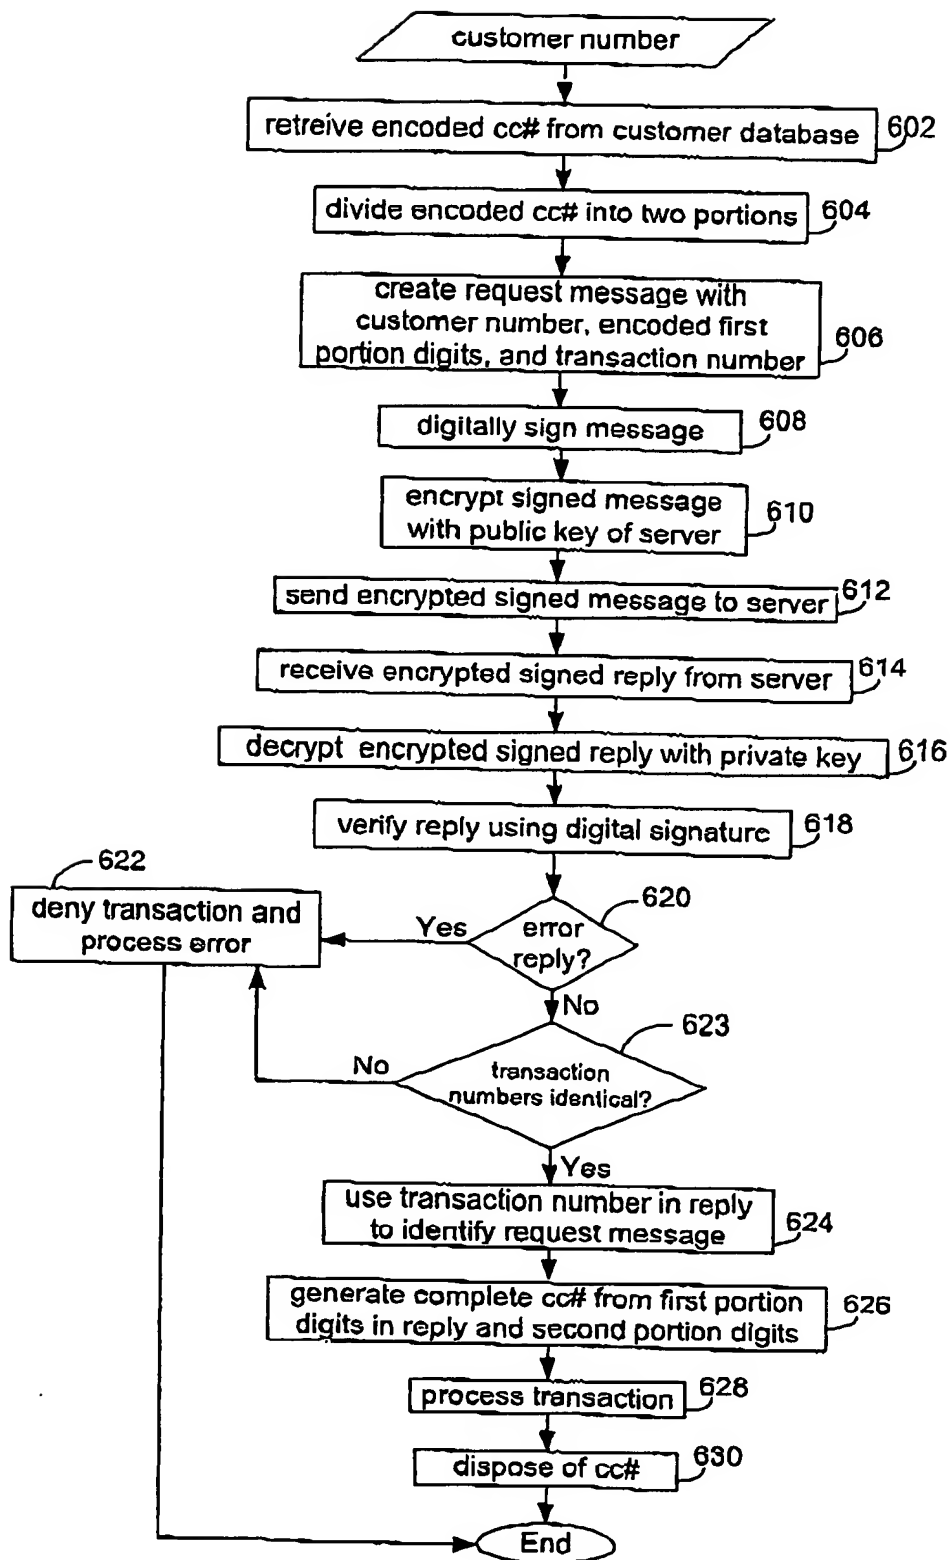 customer number
retreive encoded cc# from customer database
602
divide encoded cc# into two portions
604
create request message with
customer number, encoded first
portion digits, and transaction number
606
digitally sign message
608
encrypt signed message
with public key of server
610
send encrypted signed message to server
612
receive encrypted signed reply from server
614
decrypt encrypted signed reply with private key
616
verify reply using digital signature
618
622
deny transaction and
process error
Yes
error
reply?
620
No
623
No
transaction
numbers identical?
Yes
use transaction number in reply
to identify request message
624
generate complete cc# from first portion
digits in reply and second portion digits
626
process transaction
628
dispose of cc#
630
End